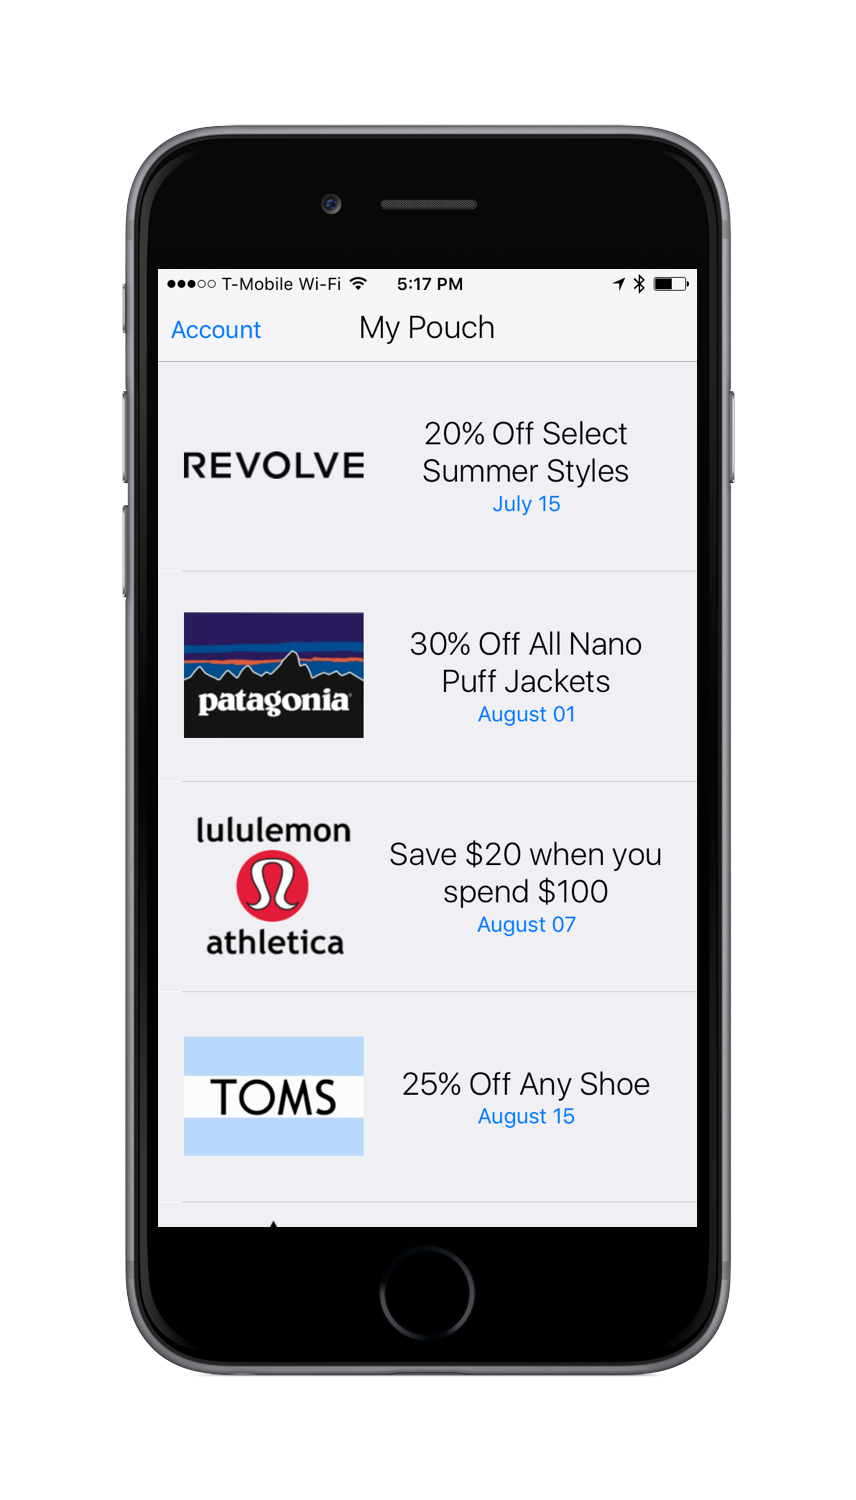 T-Mobile Wi-Fi 5:17 PM
Account My Pouch
REVOLVE
20% Off Select
Summer Styles
July 15
patagonia
30% Off All Nano
Puff Jackets
August 01
lululemon
athletica
Save $20 when you
spend $100
August 07
TOMS
25% Off Any Shoe
August 15